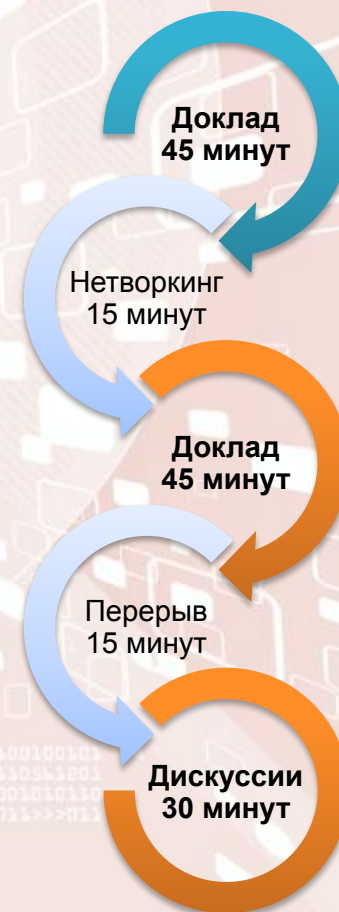 Доклад
45 минут
Нетворкинг
15 минут
Доклад
45 минут
Перерыв
15 минут
Дискуссии
30 минут